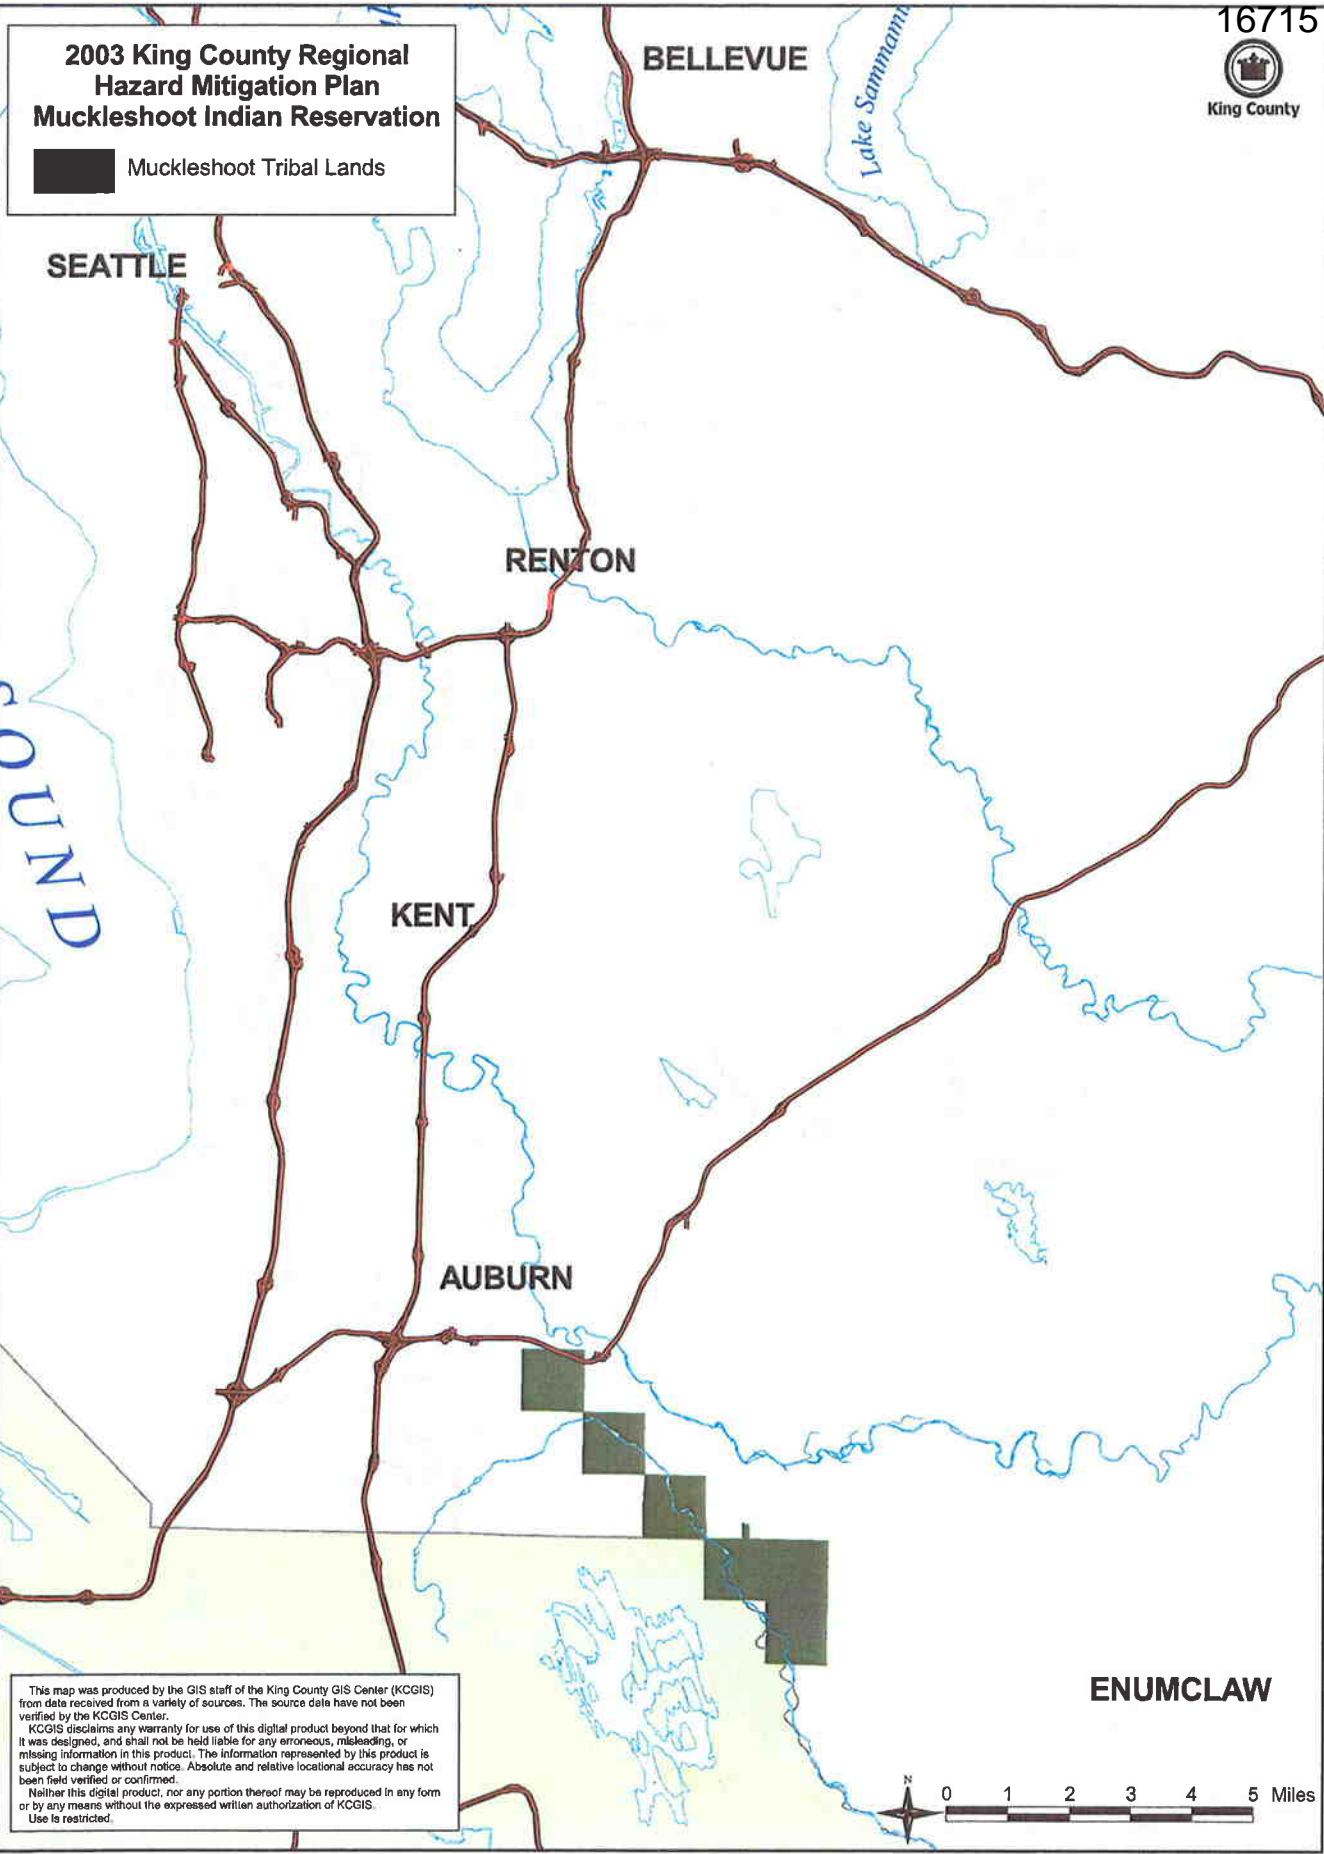 16715
2003 King County Regional
Hazard Mitigation Plan
Muckleshoot Indian Reservation
Muckleshoot Tribal Lands
King County
BELLEVUE
Lake Sammami
SEATTLE
RENTON
SOUND
KENT
AUBURN
ENUMCLAW
This map was produced by the GIS staff of the King County GIS Center (KCGIS)
from data received from a variety of sources. The source data have not been
verified by the KCGIS Center.
KCGIS disclaims any warranty for use of this digital product beyond that for which
it was designed, and shall not be held liable for any erroneous, misleading, or
missing information in this product. The information represented by this product is
subject to change without notice. Absolute and relative locational accuracy has not
been field verified or confirmed.
Neither this digital product, nor any portion thereof may be reproduced in any form
or by any means without the expressed written authorization of KCGIS.
Use is restricted.
N
0 1 2 3 4 5 Miles